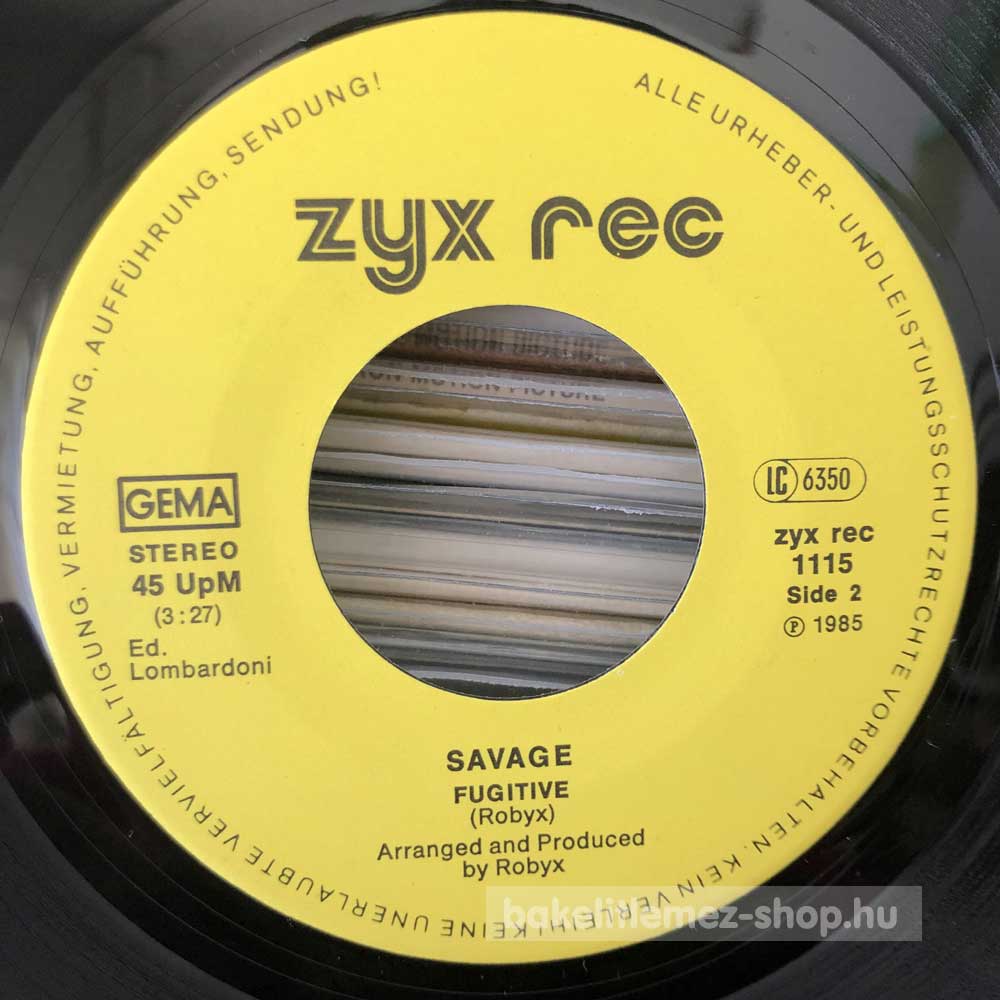 ALLE URHEBER- UND LEISTUNGSSCHUTZRECHTE VORBEHALTEN. KEIN VERLEIH! KEINE UNERLAUBTE VERVIELFÄLTIGUNG, VERMIETUNG, AUFFÜHRUNG, SENDUNG!
zyx rec
GEMA
STEREO
45 UpM
(3:27)
Ed.
Lombardoni
LC 6350
zyx rec
1115
Side 2
℗ 1985
MOTION PICTURE
SAVAGE
FUGITIVE
(Robyx)
Arranged and Produced
by Robyx
bakelitlemez-shop.hu